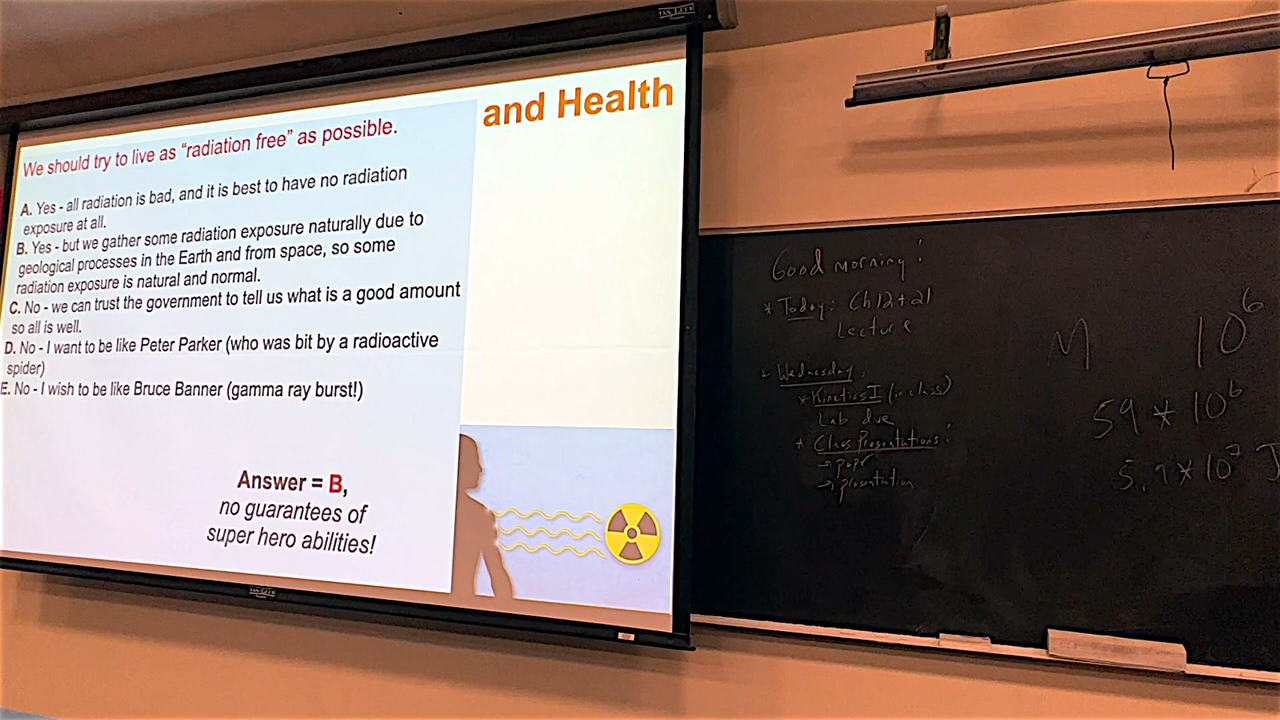 DA-LITE
and Health
We should try to live as "radiation free" as possible.
A. Yes - all radiation is bad, and it is best to have no radiation
exposure at all.
B. Yes - but we gather some radiation exposure naturally due to
geological processes in the Earth and from space, so some
radiation exposure is natural and normal.
C. No - we can trust the government to tell us what is a good amount
so all is well.
D. No - I want to be like Peter Parker (who was bit by a radioactive
spider)
E. No - I wish to be like Bruce Banner (gamma ray burst!)
Answer = B,
no guarantees of
super hero abilities!
DA-LITE
Good morning!
* Today: Ch 12 + 21
Lecture
Wednesday:
* Kinetics I (in class)
Lab due
* Class Presentations:
→ paper
→ presentation
M 10^6
59 * 10^6
5.9 * 10^7 J